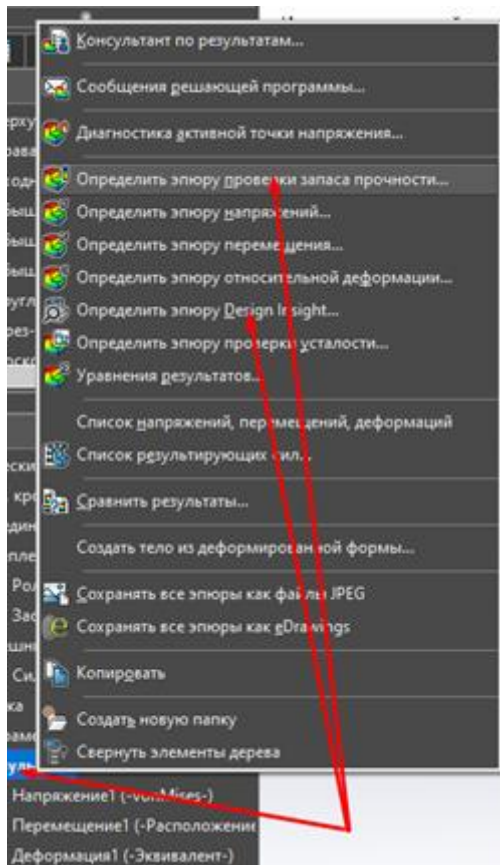 Консультант по результатам...
Сообщения решающей программы...
Диагностика активной точки напряжения...
Определить эпюру проверки запаса прочности...
Определить эпюру напряжений...
Определить эпюру перемещения...
Определить эпюру относительной деформации...
Определить эпюру Design Insight...
Определить эпюру проверки усталости...
Уравнения результатов...
Список напряжений, перемещений, деформаций
Список результирующих сил...
Сравнить результаты...
Создать тело из деформированной формы...
Сохранять все эпюры как файлы JPEG
Сохранять все эпюры как eDrawings
Копировать
Создать новую папку
Свернуть элементы дерева
Напряжение1 (-vonMises-)
Перемещение1 (-Расположение
Деформация1 (-Эквивалент-)